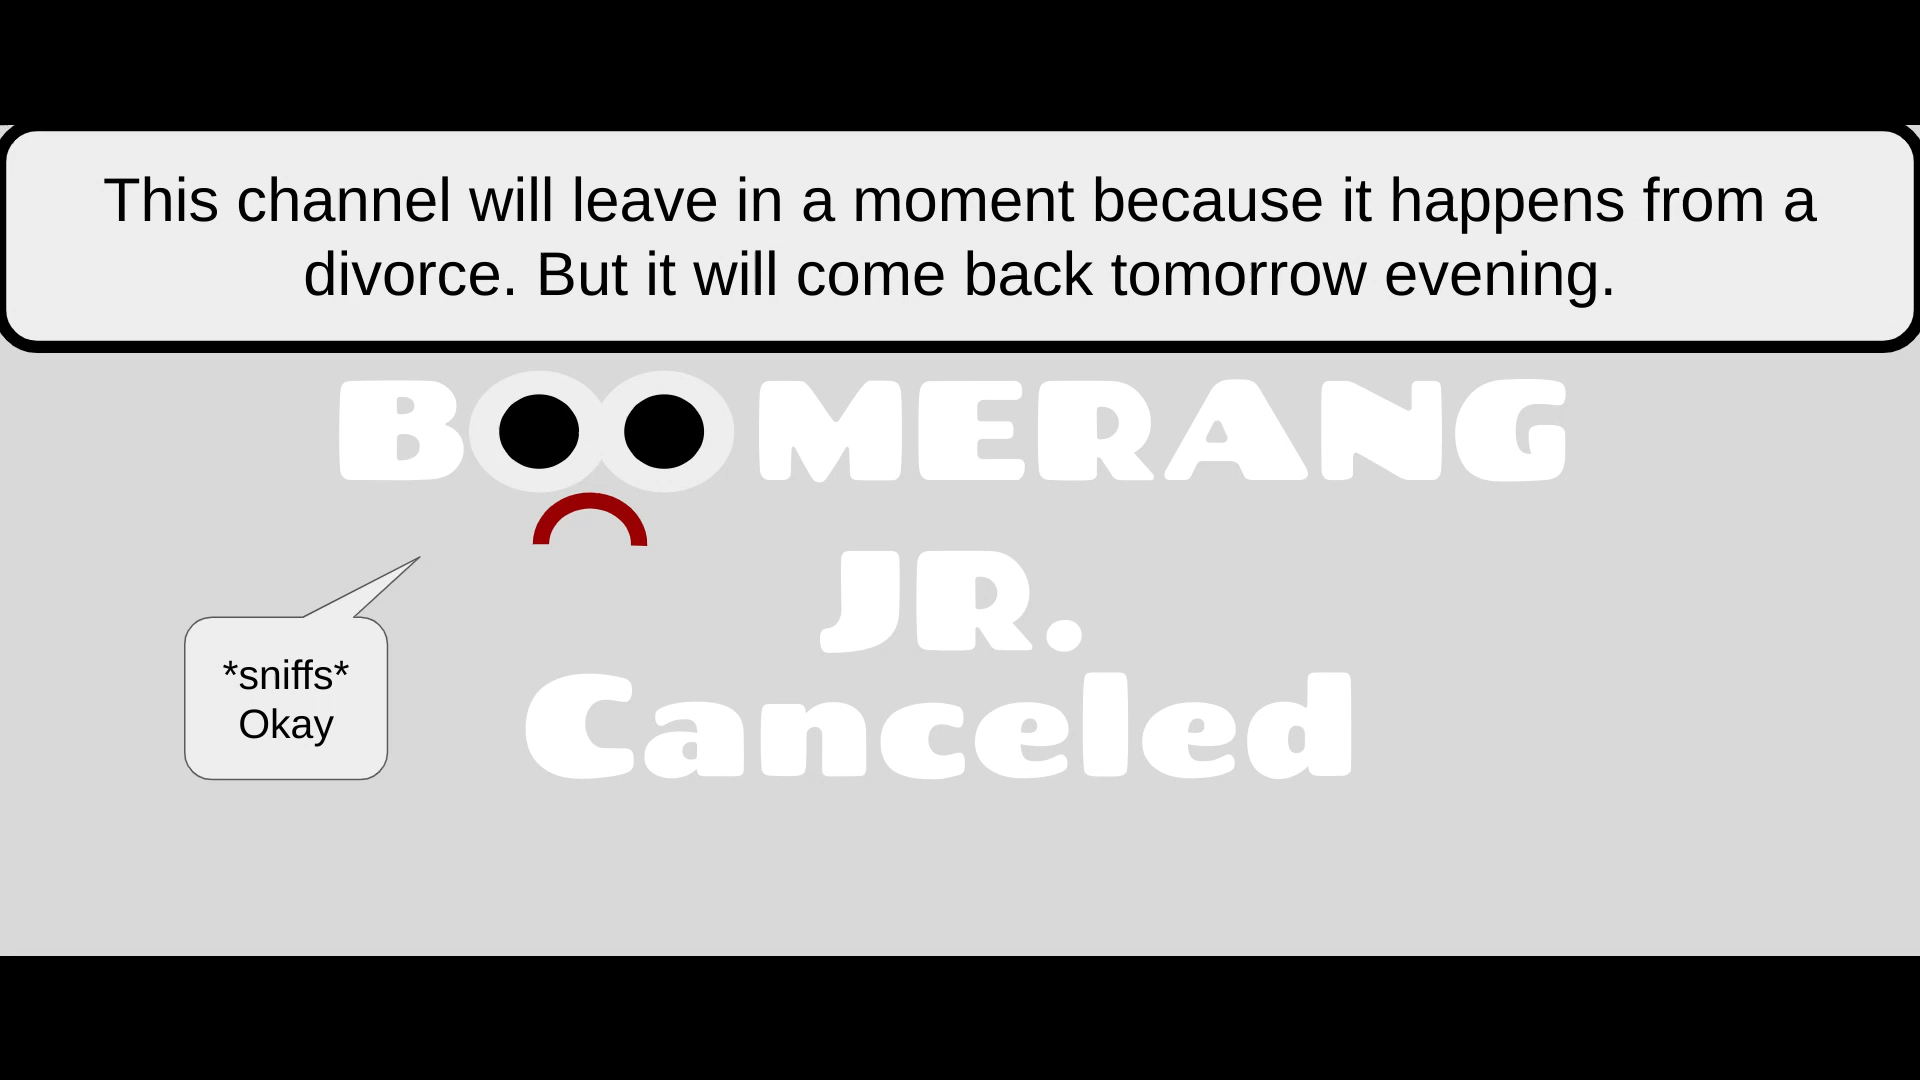 This channel will leave in a moment because it happens from a
divorce. But it will come back tomorrow evening.
BOOMERANG
JR.
*sniffs*
Okay
Canceled